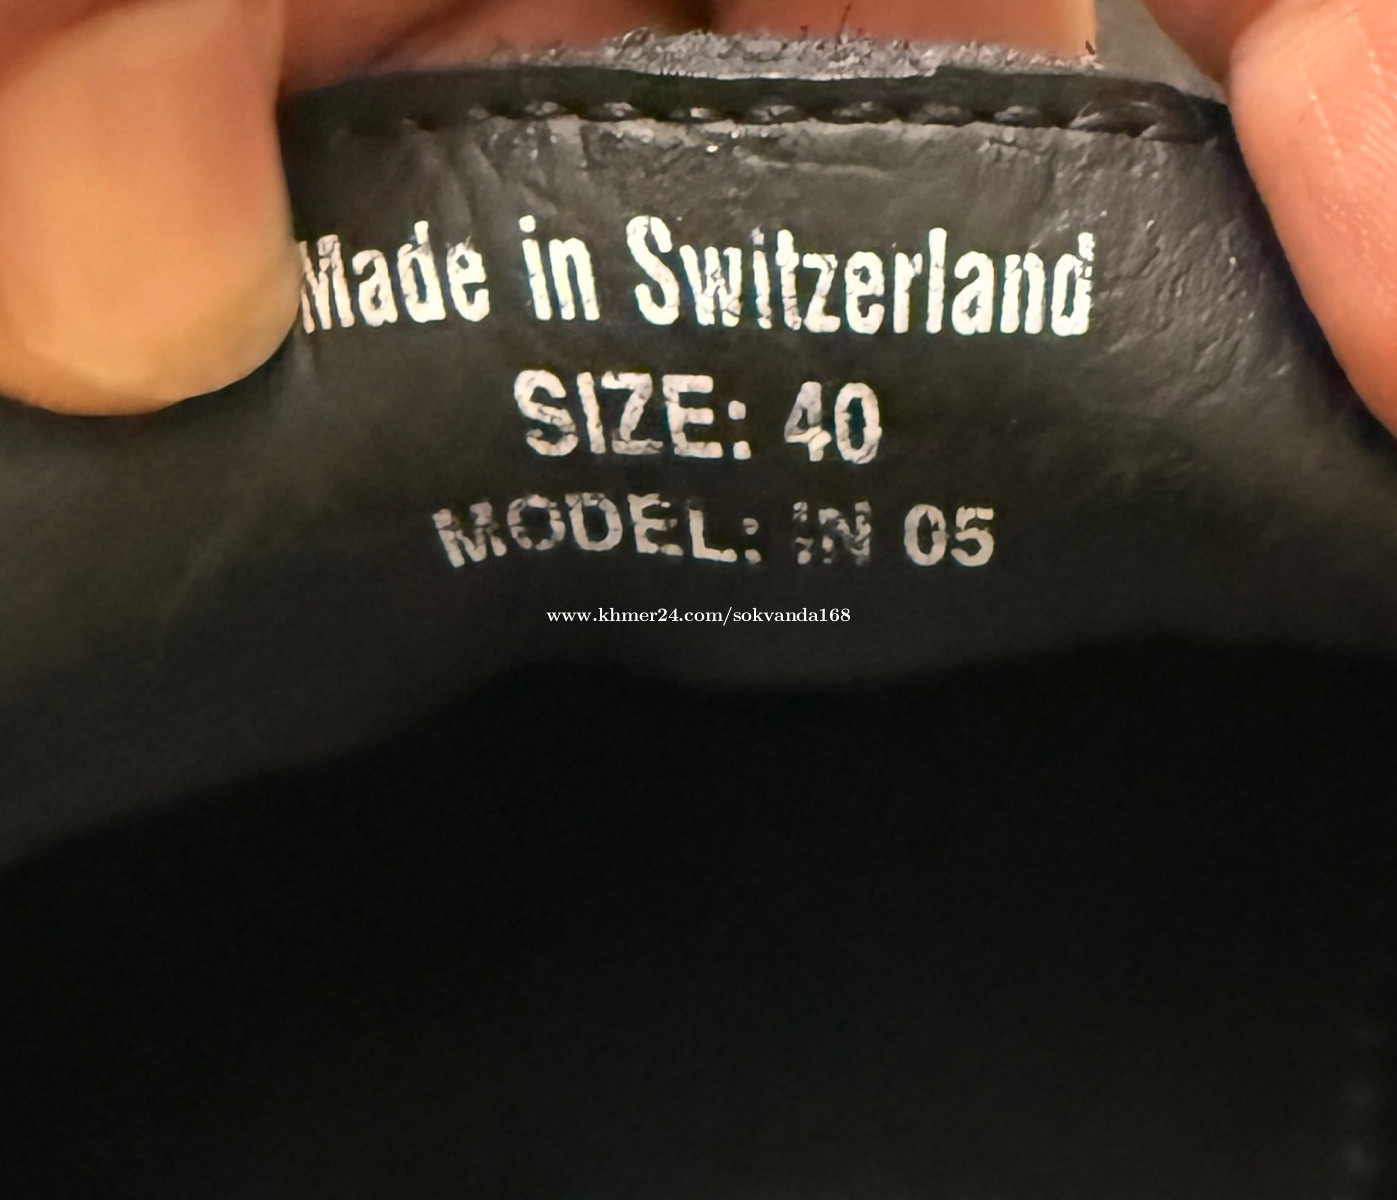 Made in Switzerland
SIZE: 40
MODEL: IN 05
www.khmer24.com/sokvanda168